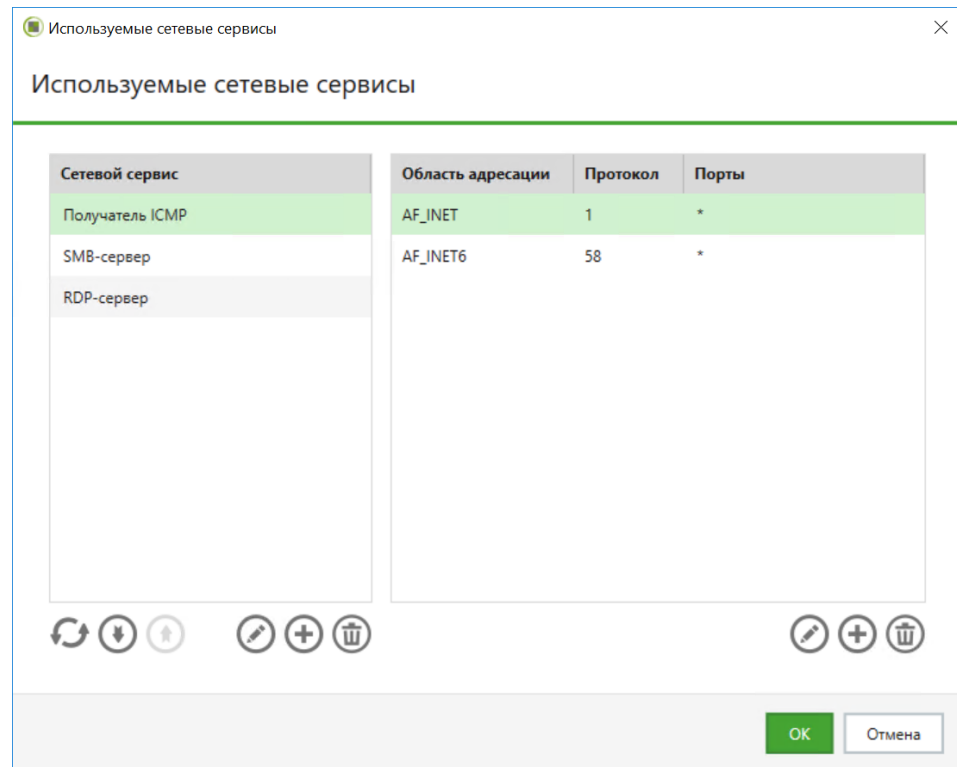 Используемые сетевые сервисы
Используемые сетевые сервисы
Сетевой сервис
Получатель ICMP
SMB-сервер
RDP-сервер
Область адресации Протокол Порты
AF_INET 1 *
AF_INET6 58 *
OK Отмена